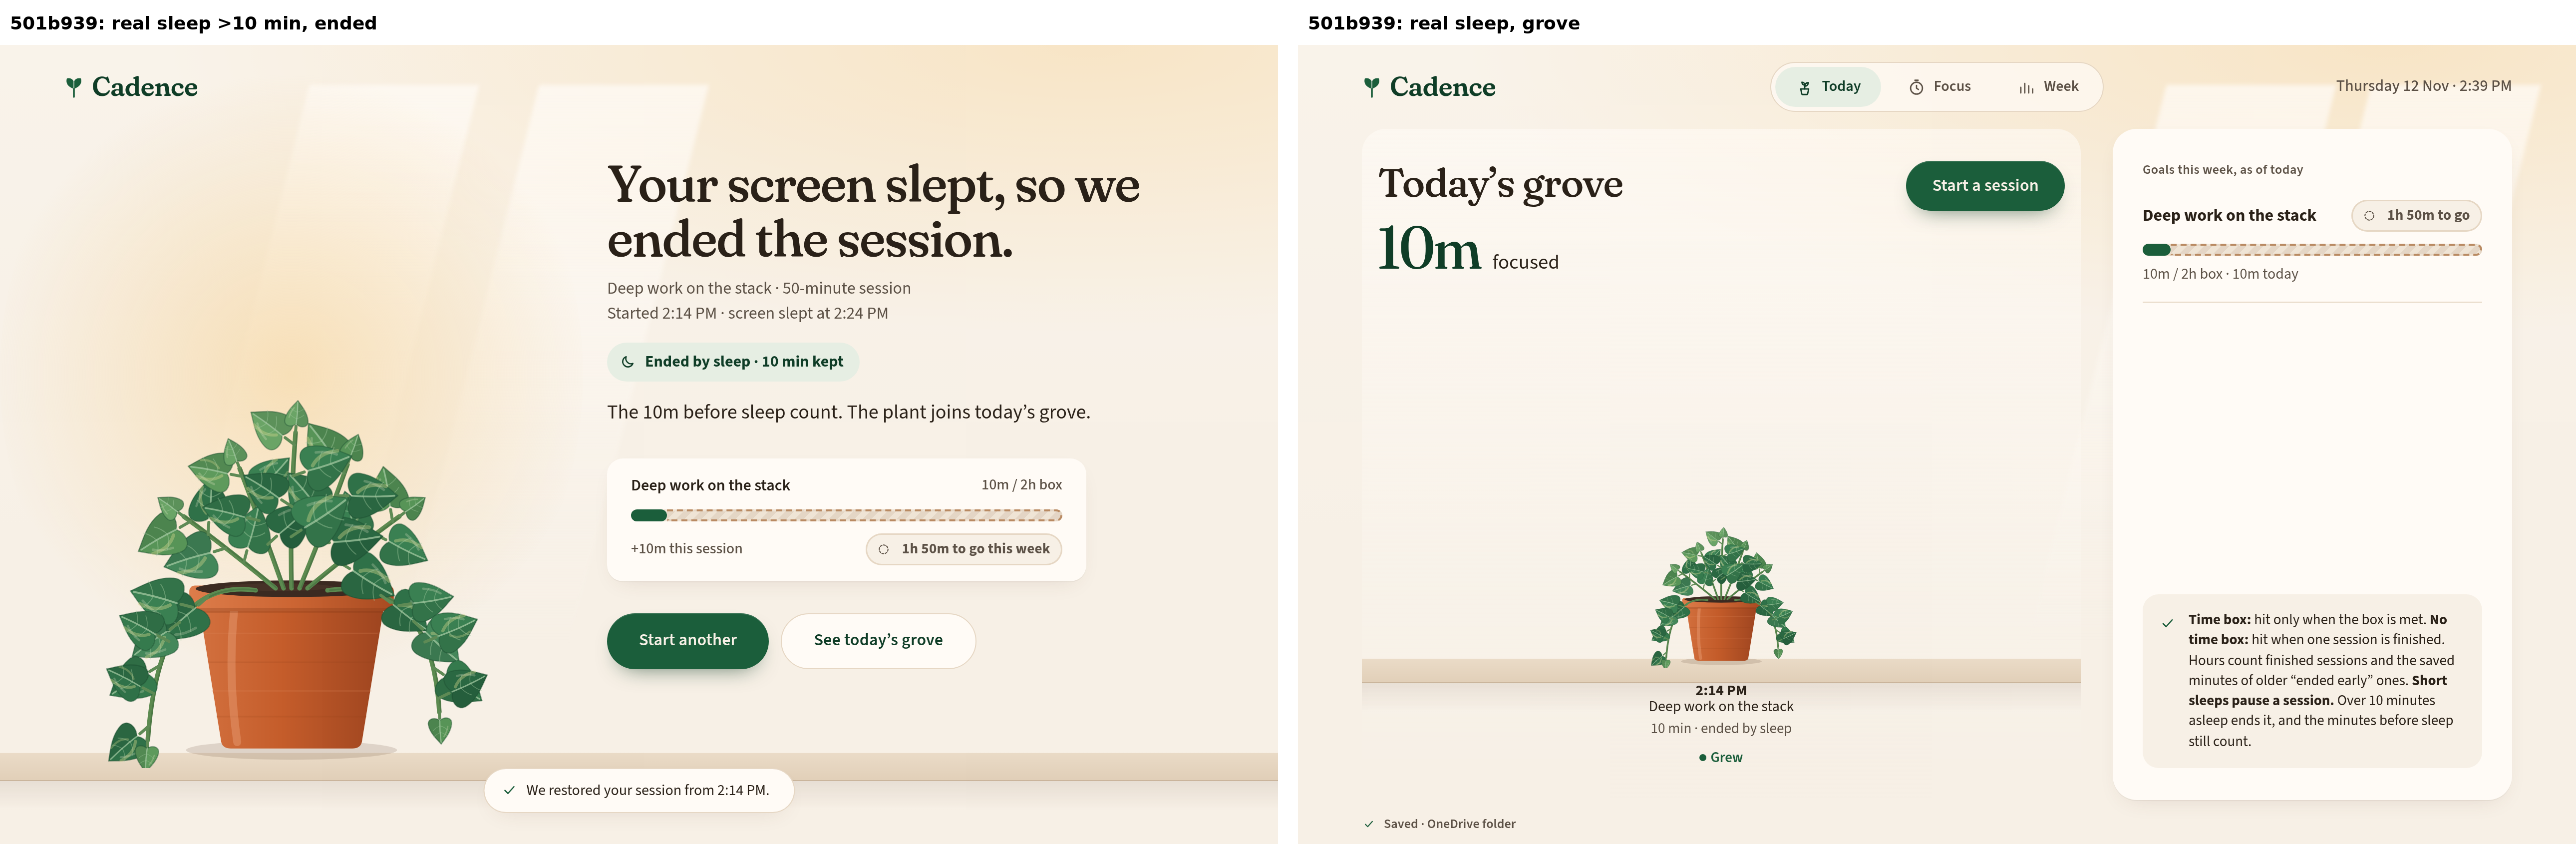 501b939: real sleep >10 min, ended
Cadence
Your screen slept, so we
ended the session.
Deep work on the stack · 50-minute session
Started 2:14 PM · screen slept at 2:24 PM
Ended by sleep · 10 min kept
The 10m before sleep count. The plant joins today’s grove.
Deep work on the stack
10m / 2h box
+10m this session
1h 50m to go this week
Start another
See today’s grove
We restored your session from 2:14 PM.
501b939: real sleep, grove
Cadence
Today
Focus
Week
Thursday 12 Nov · 2:39 PM
Today’s grove
Start a session
10m focused
2:14 PM
Deep work on the stack
10 min · ended by sleep
Grew
Goals this week, as of today
Deep work on the stack
1h 50m to go
10m / 2h box · 10m today
Time box: hit only when the box is met. No
time box: hit when one session is finished.
Hours count finished sessions and the saved
minutes of older “ended early” ones. Short
sleeps pause a session. Over 10 minutes
asleep ends it, and the minutes before sleep
still count.
Saved · OneDrive folder